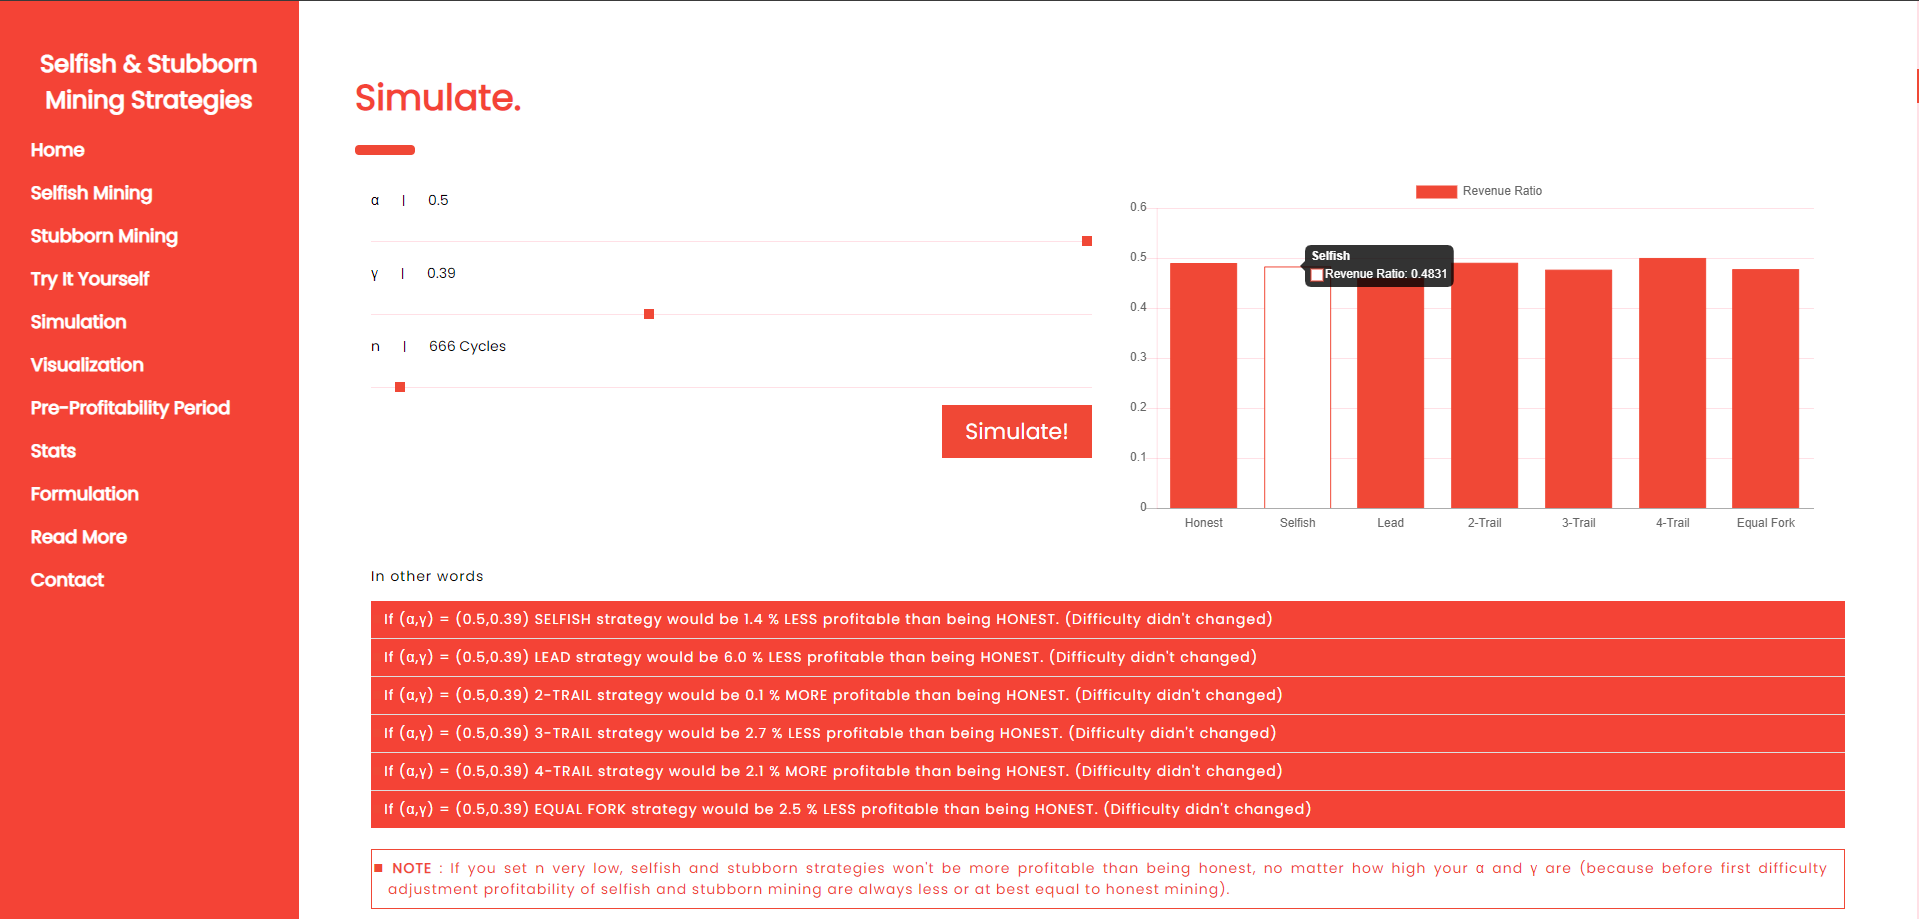 Selfish & Stubborn
Mining Strategies
Home
Selfish Mining
Stubborn Mining
Try It Yourself
Simulation
Visualization
Pre-Profitability Period
Stats
Formulation
Read More
Contact
Simulate.
α | 0.5
γ | 0.39
n | 666 Cycles
Simulate!
Revenue Ratio
0.6
0.5
0.4
0.3
0.2
0.1
0
Selfish
Revenue Ratio: 0.4831
Honest Selfish Lead 2-Trail 3-Trail 4-Trail Equal Fork
In other words
If (α,γ) = (0.5,0.39) SELFISH strategy would be 1.4 % LESS profitable than being HONEST. (Difficulty didn't changed)
If (α,γ) = (0.5,0.39) LEAD strategy would be 6.0 % LESS profitable than being HONEST. (Difficulty didn't changed)
If (α,γ) = (0.5,0.39) 2-TRAIL strategy would be 0.1 % MORE profitable than being HONEST. (Difficulty didn't changed)
If (α,γ) = (0.5,0.39) 3-TRAIL strategy would be 2.7 % LESS profitable than being HONEST. (Difficulty didn't changed)
If (α,γ) = (0.5,0.39) 4-TRAIL strategy would be 2.1 % MORE profitable than being HONEST. (Difficulty didn't changed)
If (α,γ) = (0.5,0.39) EQUAL FORK strategy would be 2.5 % LESS profitable than being HONEST. (Difficulty didn't changed)
NOTE : If you set n very low, selfish and stubborn strategies won't be more profitable than being honest, no matter how high your α and γ are (because before first difficulty
adjustment profitability of selfish and stubborn mining are always less or at best equal to honest mining).